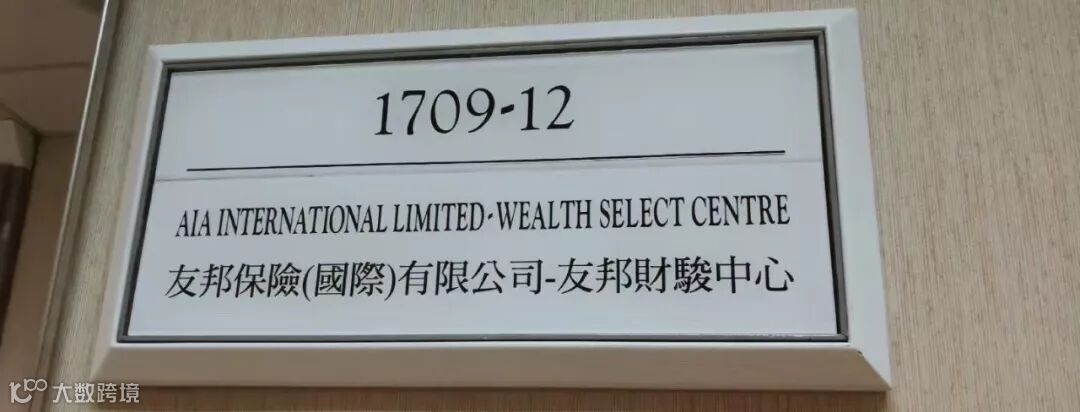 1709-12
AIA INTERNATIONAL LIMITED-WEALTH SELECT CENTRE
友邦保險(國際)有限公司-友邦財駿中心
大数跨境